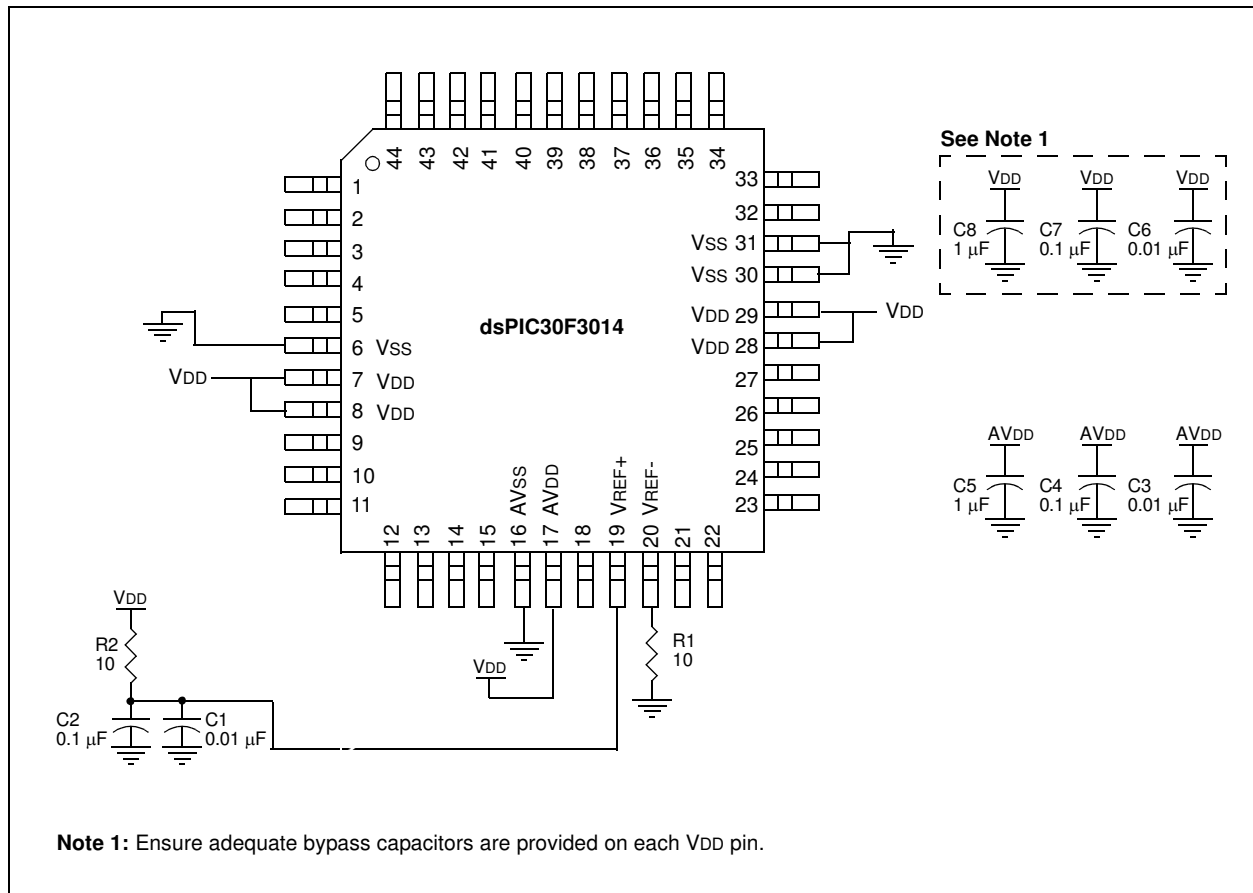 44 43 42 41 40 39 38 37 36 35 34
See Note 1
VDD VDD VDD
C8 1 µF
C7 0.1 µF
C6 0.01 µF
1
2
3
4
5
6 VSS
VDD
7 VDD
8 VDD
9
10
11
dsPIC30F3014
33
32
VSS 31
VSS 30
VDD 29
VDD
VDD 28
27
26
25
24
23
AVDD AVDD AVDD
C5 1 µF
C4 0.1 µF
C3 0.01 µF
AVSS AVDD VREF+ VREF-
12 13 14 15 16 17 18 19 20 21 22
VDD
R2
10
C2
0.1 µF
C1
0.01 µF
VDD
R1
10
Note 1: Ensure adequate bypass capacitors are provided on each VDD pin.